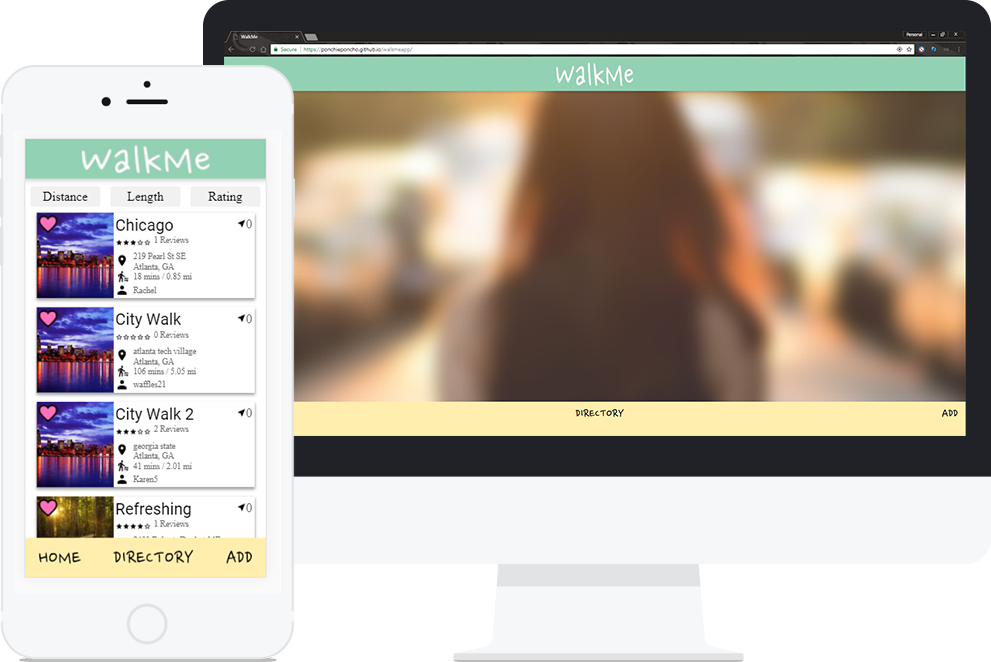 WalkMe
Personal
Secure https://ponchieponcho.github.io/walkmeapp/
WalkMe
DIRECTORY ADD
WalkMe
Distance Length Rating
Chicago 0
1 Reviews
219 Pearl St SE
Atlanta, GA
18 mins / 0.85 mi
Rachel
City Walk 0
0 Reviews
atlanta tech village
Atlanta, GA
106 mins / 5.05 mi
waffles21
City Walk 2 0
2 Reviews
georgia state
Atlanta, GA
41 mins / 2.01 mi
Karen5
Refreshing 0
1 Reviews
HOME DIRECTORY ADD